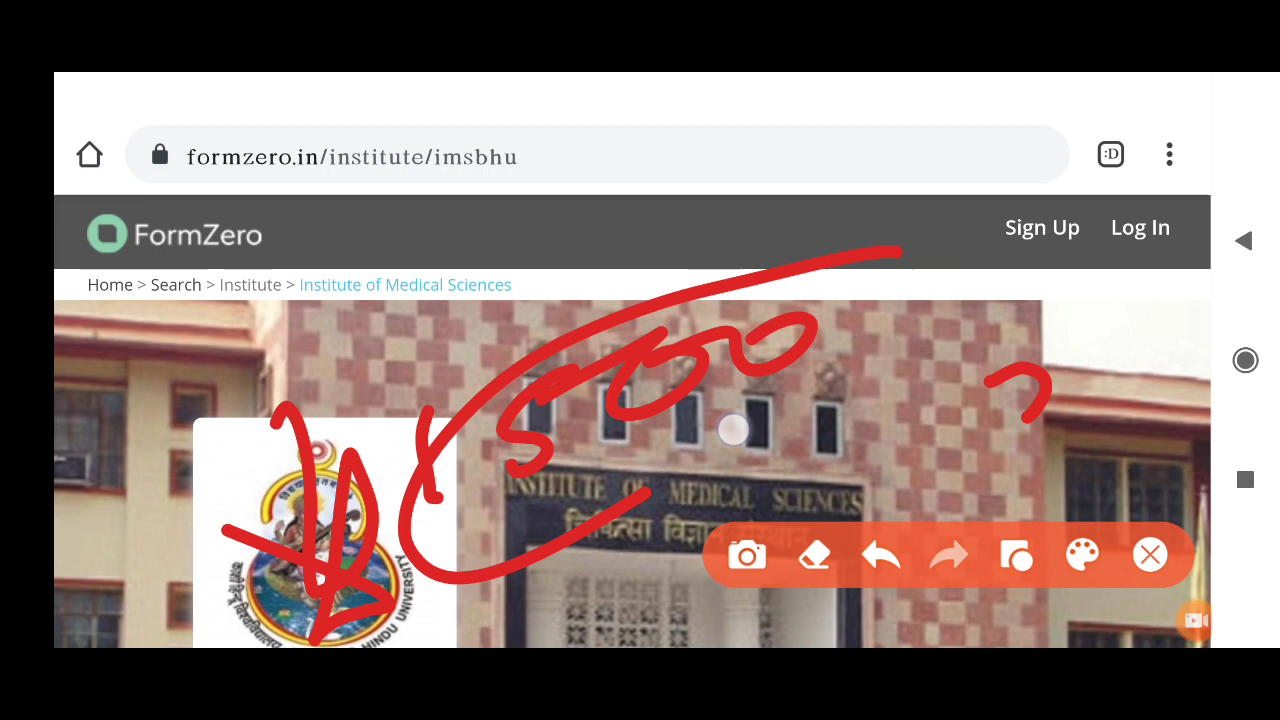 formzero.in/institute/imsbhu
:D
FormZero
Sign Up Log In
Home > Search > Institute > Institute of Medical Sciences
1500
INSTITUTE OF MEDICAL SCIENCES
चिकित्सा विज्ञान संस्थान
HINDU UNIVERSITY